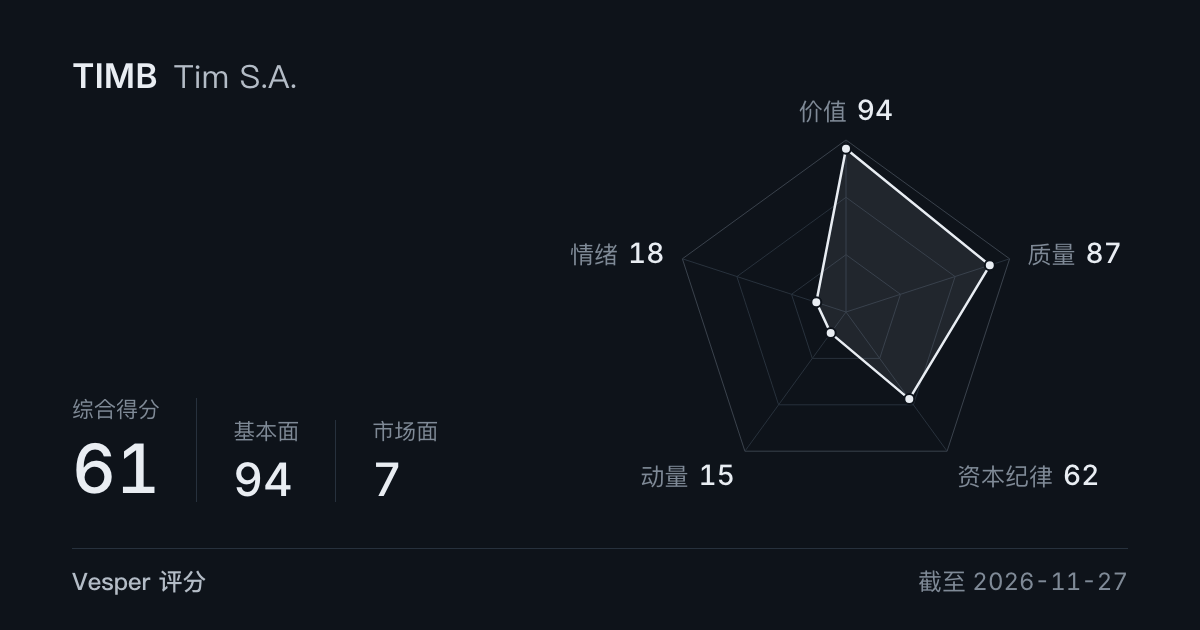 TIMB Tim S.A.
价值 94
情绪 18
质量 87
动量 15
资本纪律 62
综合得分
61
基本面
94
市场面
7
Vesper 评分
截至 2026-11-27